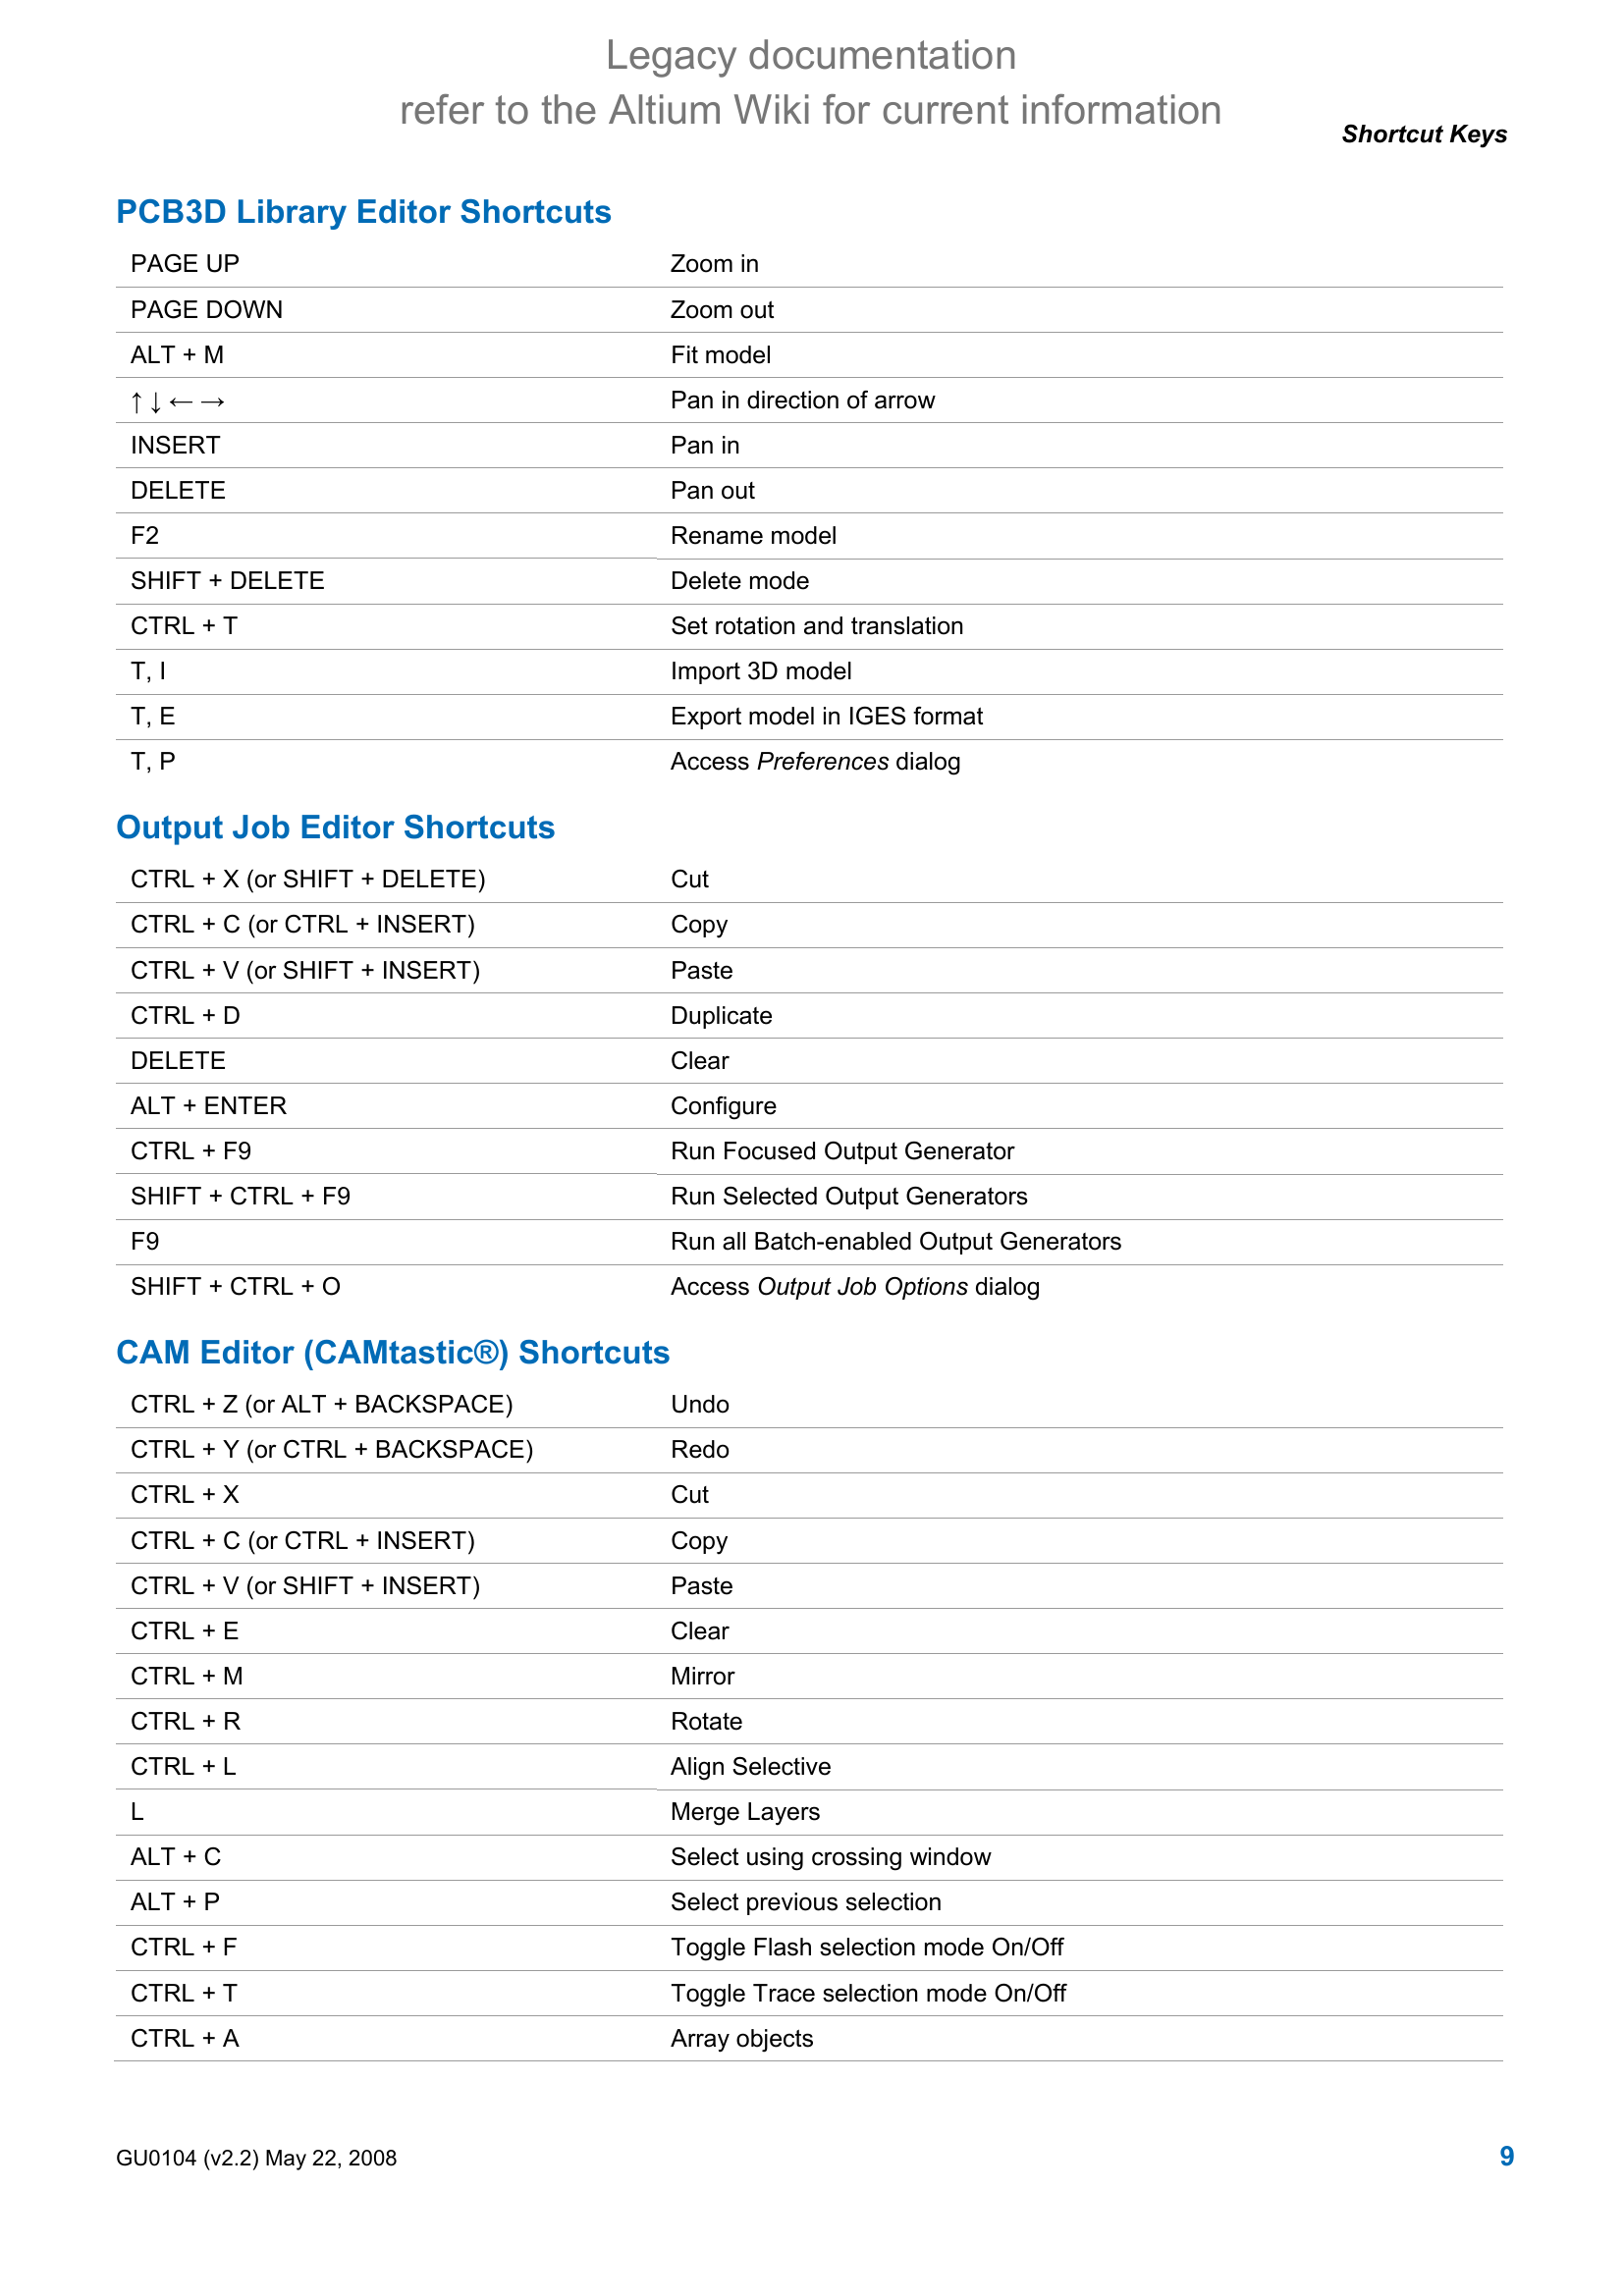 Legacy documentation
refer to the Altium Wiki for current information
Shortcut Keys
PCB3D Library Editor Shortcuts
PAGE UP Zoom in
PAGE DOWN Zoom out
ALT + M Fit model
↑ ↓ ← → Pan in direction of arrow
INSERT Pan in
DELETE Pan out
F2 Rename model
SHIFT + DELETE Delete mode
CTRL + T Set rotation and translation
T, I Import 3D model
T, E Export model in IGES format
T, P Access Preferences dialog
Output Job Editor Shortcuts
CTRL + X (or SHIFT + DELETE) Cut
CTRL + C (or CTRL + INSERT) Copy
CTRL + V (or SHIFT + INSERT) Paste
CTRL + D Duplicate
DELETE Clear
ALT + ENTER Configure
CTRL + F9 Run Focused Output Generator
SHIFT + CTRL + F9 Run Selected Output Generators
F9 Run all Batch-enabled Output Generators
SHIFT + CTRL + O Access Output Job Options dialog
CAM Editor (CAMtastic®) Shortcuts
CTRL + Z (or ALT + BACKSPACE) Undo
CTRL + Y (or CTRL + BACKSPACE) Redo
CTRL + X Cut
CTRL + C (or CTRL + INSERT) Copy
CTRL + V (or SHIFT + INSERT) Paste
CTRL + E Clear
CTRL + M Mirror
CTRL + R Rotate
CTRL + L Align Selective
L Merge Layers
ALT + C Select using crossing window
ALT + P Select previous selection
CTRL + F Toggle Flash selection mode On/Off
CTRL + T Toggle Trace selection mode On/Off
CTRL + A Array objects
GU0104 (v2.2) May 22, 2008 9